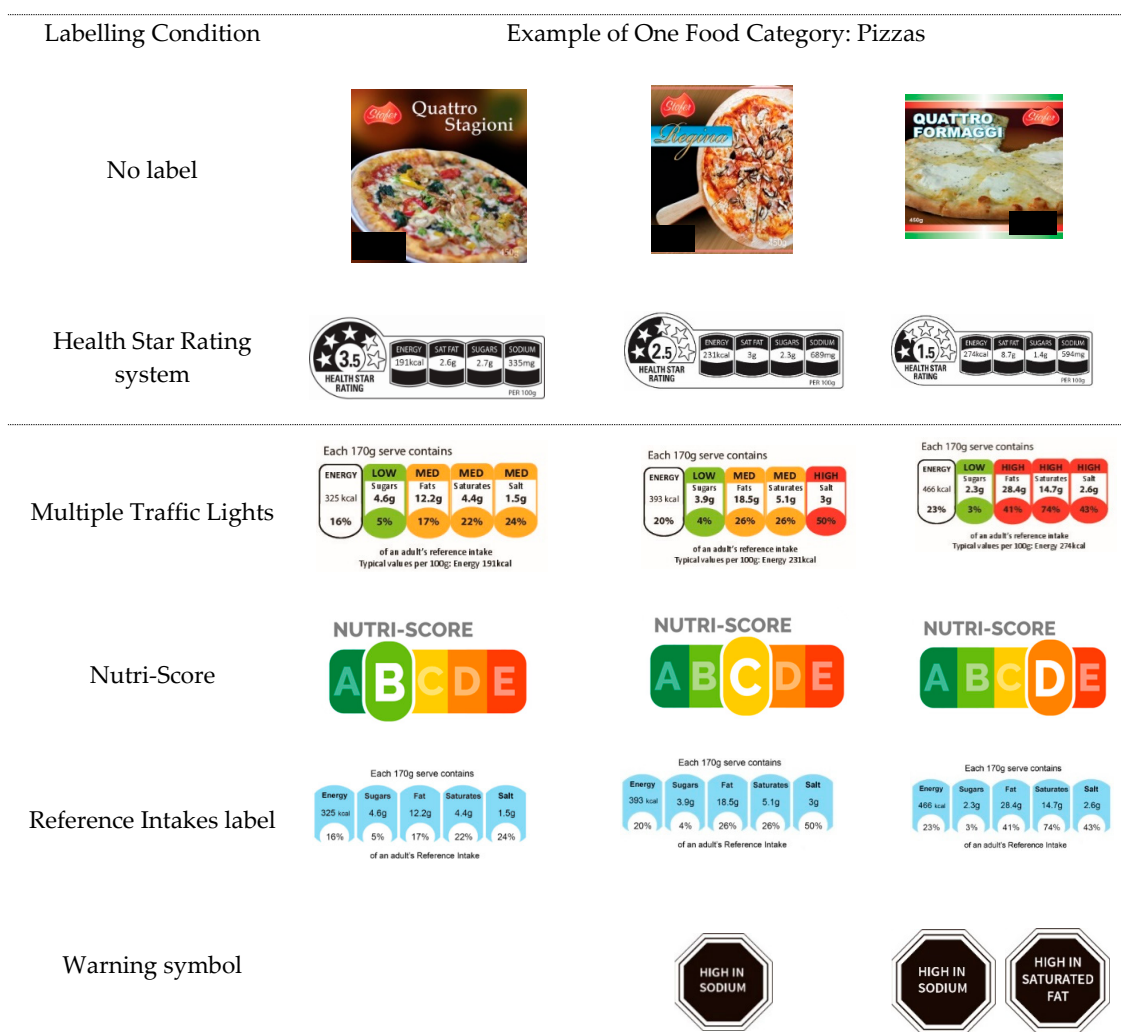 Labelling Condition
Example of One Food Category: Pizzas
No label
Stofer
Quattro
Stagioni
Stofer
Regina
450g
Stofer
QUATTRO
FORMAGGI
450g
Health Star Rating
system
3.5
HEALTH STAR
RATING
ENERGY SAT FAT SUGARS SODIUM
191kcal 2.6g 2.7g 335mg
PER 100g
2.5
HEALTH STAR
RATING
ENERGY SAT FAT SUGARS SODIUM
231kcal 3g 2.3g 689mg
PER 100g
1.5
HEALTH STAR
RATING
ENERGY SAT FAT SUGARS SODIUM
274kcal 8.7g 1.4g 594mg
PER 100g
Multiple Traffic Lights
Each 170g serve contains
ENERGY LOW MED MED MED
Sugars Fats Saturates Salt
325 kcal 4.6g 12.2g 4.4g 1.5g
16% 5% 17% 22% 24%
of an adult's reference intake
Typical values per 100g: Energy 191kcal
Each 170g serve contains
ENERGY LOW MED MED HIGH
Sugars Fats Saturates Salt
393 kcal 3.9g 18.5g 5.1g 3g
20% 4% 26% 26% 50%
of an adult's reference intake
Typical values per 100g: Energy 231kcal
Each 170g serve contains
ENERGY LOW HIGH HIGH HIGH
Sugars Fats Saturates Salt
466 kcal 2.3g 28.4g 14.7g 2.6g
23% 3% 41% 74% 43%
of an adult's reference intake
Typical values per 100g: Energy 274kcal
Nutri-Score
NUTRI-SCORE
A B C D E
NUTRI-SCORE
A B C D E
NUTRI-SCORE
A B C D E
Reference Intakes label
Each 170g serve contains
Energy Sugars Fat Saturates Salt
325 kcal 4.6g 12.2g 4.4g 1.5g
16% 5% 17% 22% 24%
of an adult's Reference Intake
Each 170g serve contains
Energy Sugars Fat Saturates Salt
393 kcal 3.9g 18.5g 5.1g 3g
20% 4% 26% 26% 50%
of an adult's Reference Intake
Each 170g serve contains
Energy Sugars Fat Saturates Salt
466 kcal 2.3g 28.4g 14.7g 2.6g
23% 3% 41% 74% 43%
of an adult's Reference Intake
Warning symbol
HIGH IN
SODIUM
HIGH IN
SODIUM
HIGH IN
SATURATED
FAT